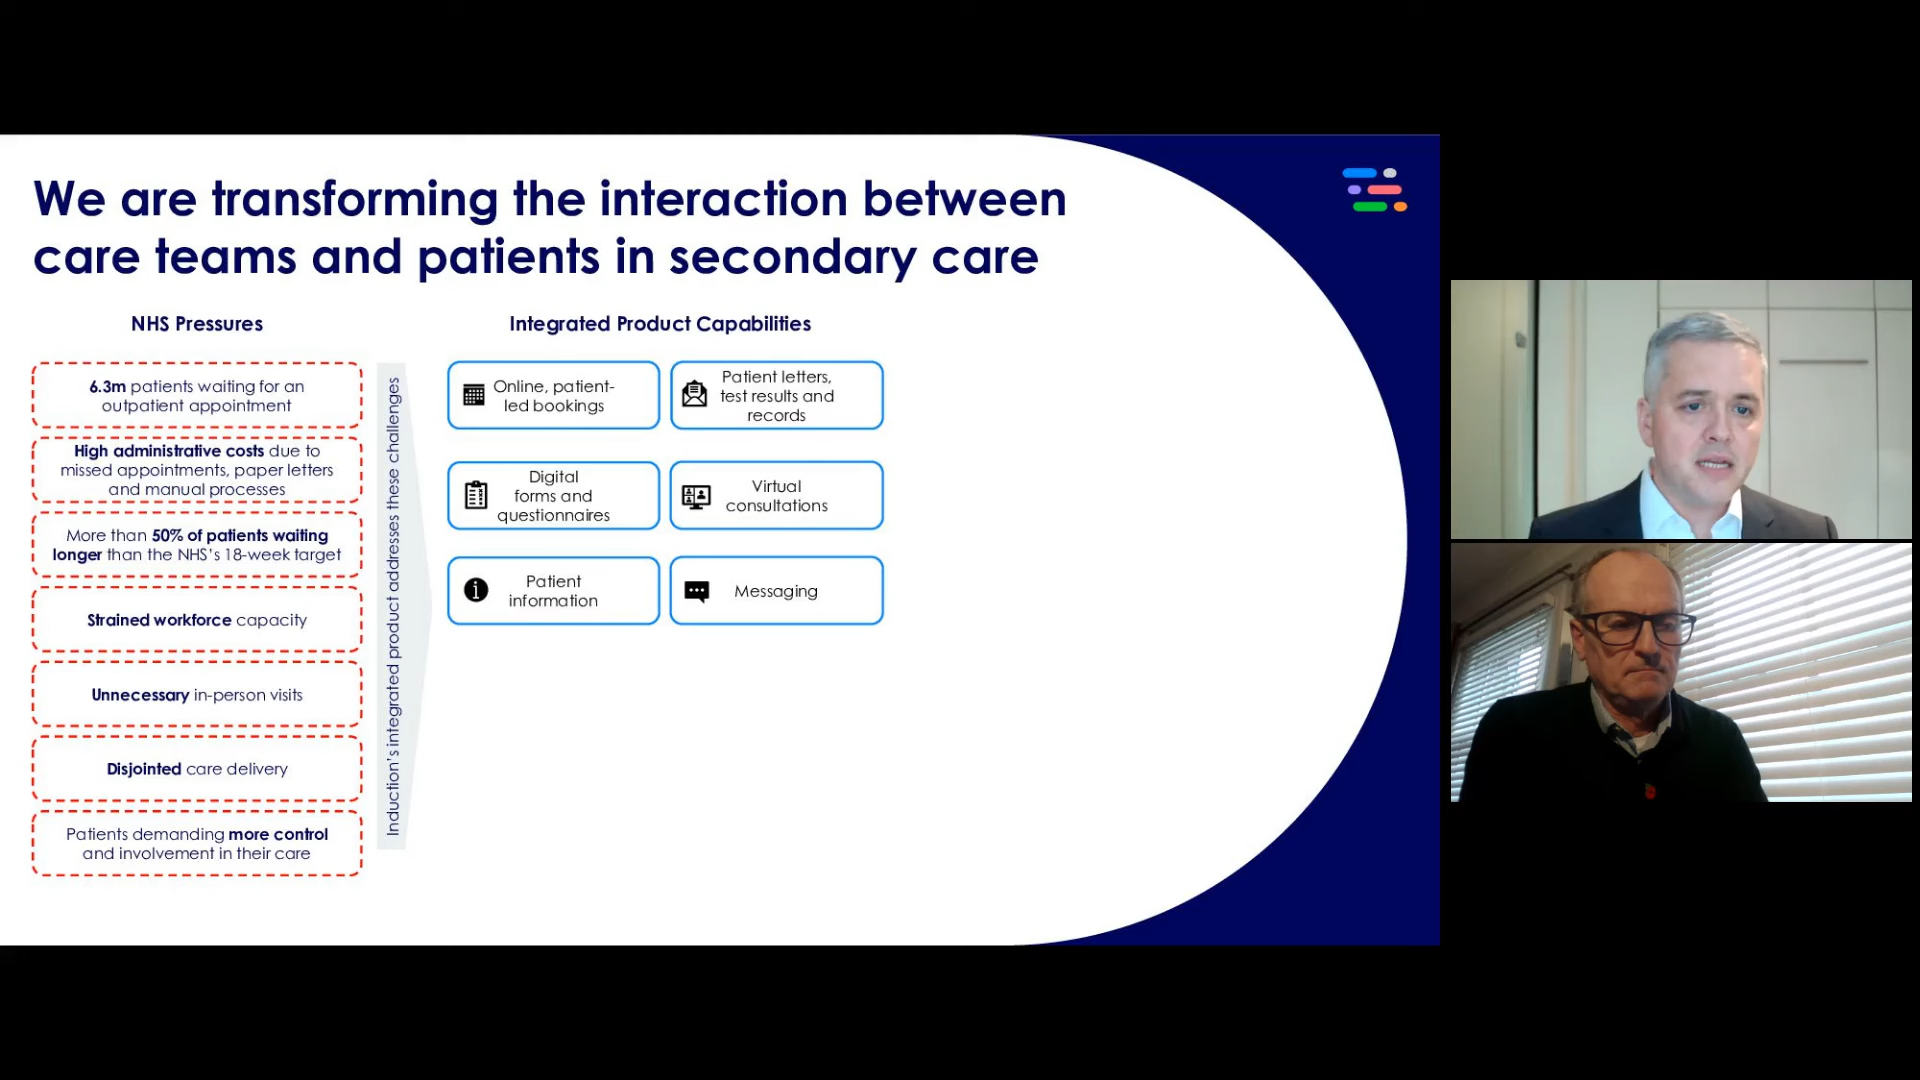 We are transforming the interaction between
care teams and patients in secondary care
NHS Pressures
6.3m patients waiting for an
outpatient appointment
High administrative costs due to
missed appointments, paper letters
and manual processes
More than 50% of patients waiting
longer than the NHS's 18-week target
Strained workforce capacity
Unnecessary in-person visits
Disjointed care delivery
Patients demanding more control
and involvement in their care
Induction's integrated product addresses these challenges
Integrated Product Capabilities
Online, patient-
led bookings
Patient letters,
test results and
records
Digital
forms and
questionnaires
Virtual
consultations
Patient
information
Messaging